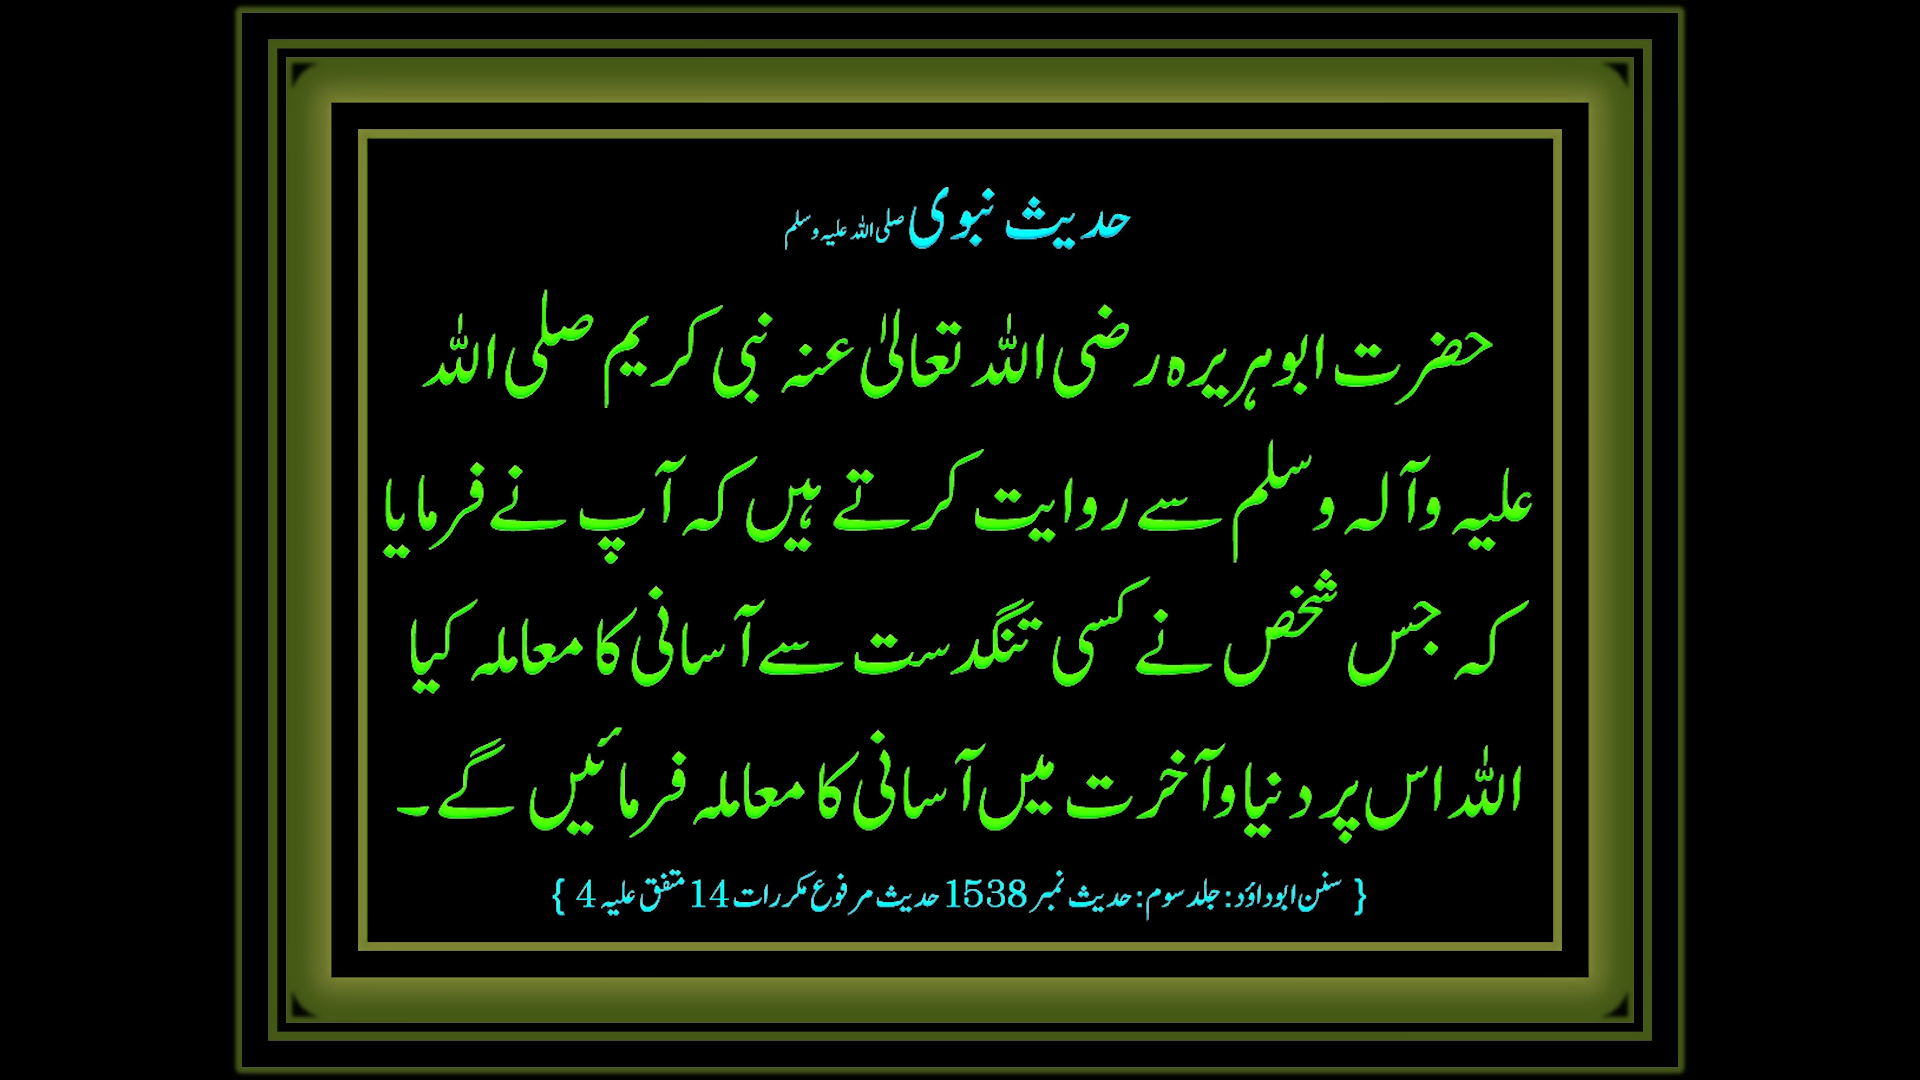 حدیث نبوی صلی اللہ علیہ وسلم
حضرت ابوہریرہ رضی اللہ تعالیٰ عنہ نبی کریم صلی اللہ
علیہ وآلہ وسلم سے روایت کرتے ہیں کہ آپ نے فرمایا
کہ جس شخص نے کسی تنگدست سے آسانی کا معاملہ کیا
اللہ اس پر دنیا وآخرت میں آسانی کا معاملہ فرمائیں گے۔
{ سنن ابوداؤد: جلد سوم: حدیث نمبر 1538 حدیث مرفوع مکررات 14 متفق علیہ 4 }